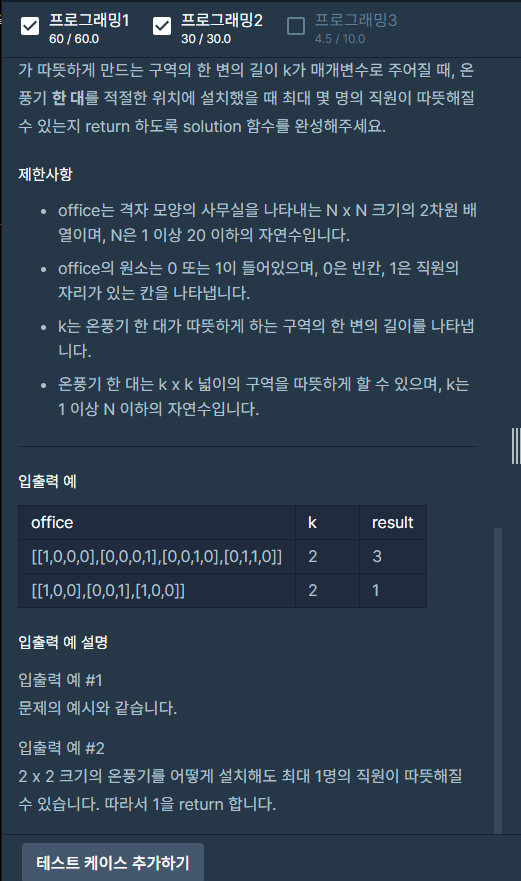 프로그래밍1 프로그래밍2 프로그래밍3
60 / 60.0 30 / 30.0 4.5 / 10.0
가 따뜻하게 만드는 구역의 한 변의 길이 k가 매개변수로 주어질 때, 온
풍기 한 대를 적절한 위치에 설치했을 때 최대 몇 명의 직원이 따뜻해질
수 있는지 return 하도록 solution 함수를 완성해주세요.
제한사항
• office는 격자 모양의 사무실을 나타내는 N x N 크기의 2차원 배
열이며, N은 1 이상 20 이하의 자연수입니다.
• office의 원소는 0 또는 1이 들어있으며, 0은 빈칸, 1은 직원의
자리가 있는 칸을 나타냅니다.
• k는 온풍기 한 대가 따뜻하게 하는 구역의 한 변의 길이를 나타냅
니다.
• 온풍기 한 대는 k x k 넓이의 구역을 따뜻하게 할 수 있으며, k는
1 이상 N 이하의 자연수입니다.
입출력 예
office k result
[[1,0,0,0],[0,0,0,1],[0,0,1,0],[0,1,1,0]] 2 3
[[1,0,0],[0,0,1],[1,0,0]] 2 1
입출력 예 설명
입출력 예 #1
문제의 예시와 같습니다.
입출력 예 #2
2 x 2 크기의 온풍기를 어떻게 설치해도 최대 1명의 직원이 따뜻해질
수 있습니다. 따라서 1을 return 합니다.
테스트 케이스 추가하기